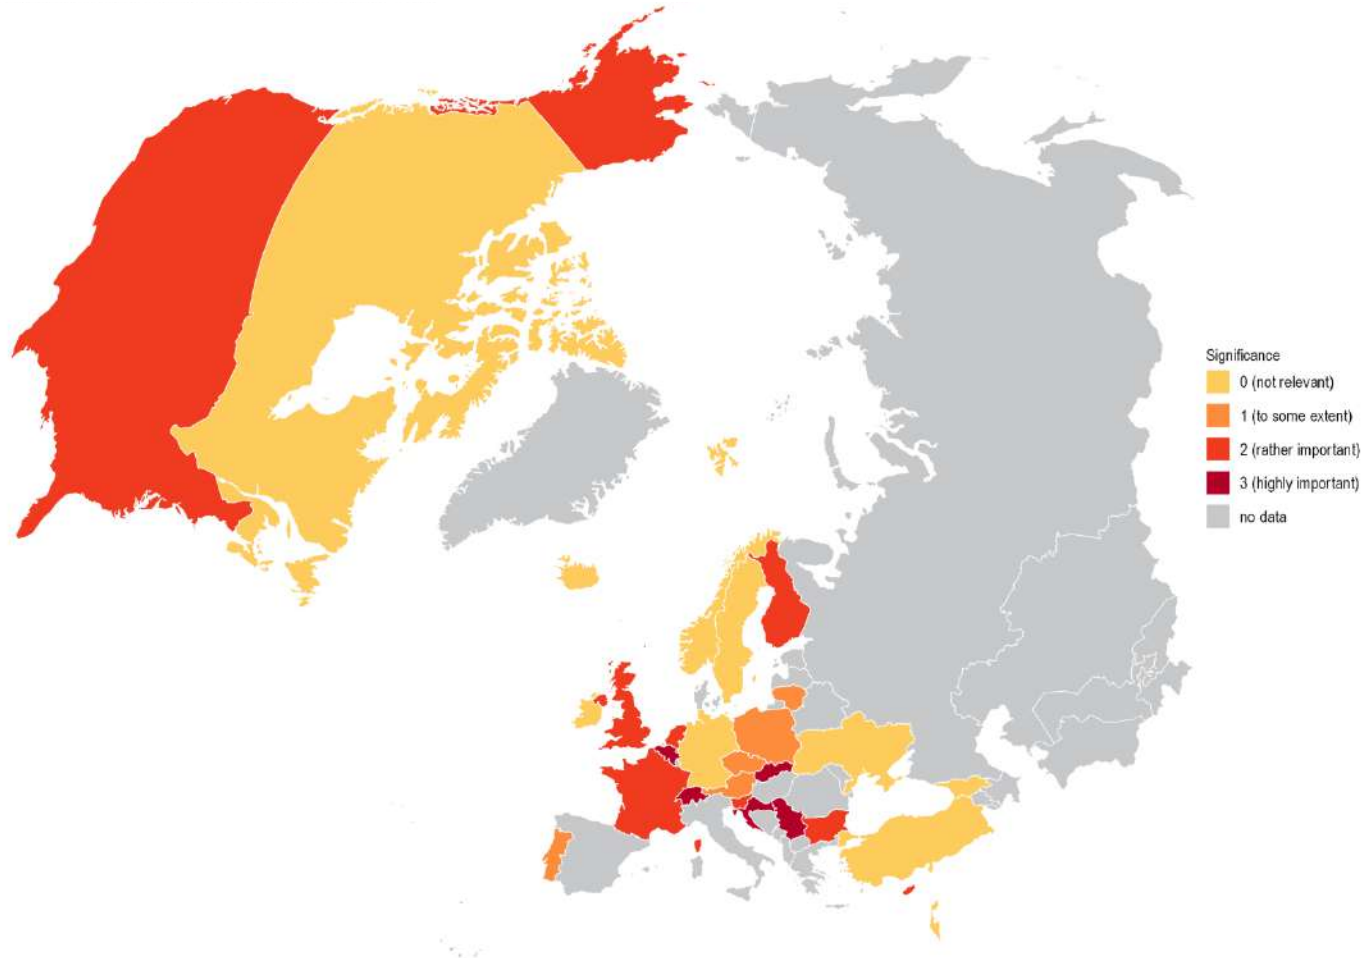 Significance
0 (not relevant)
1 (to some extent)
2 (rather important)
3 (highly important)
no data